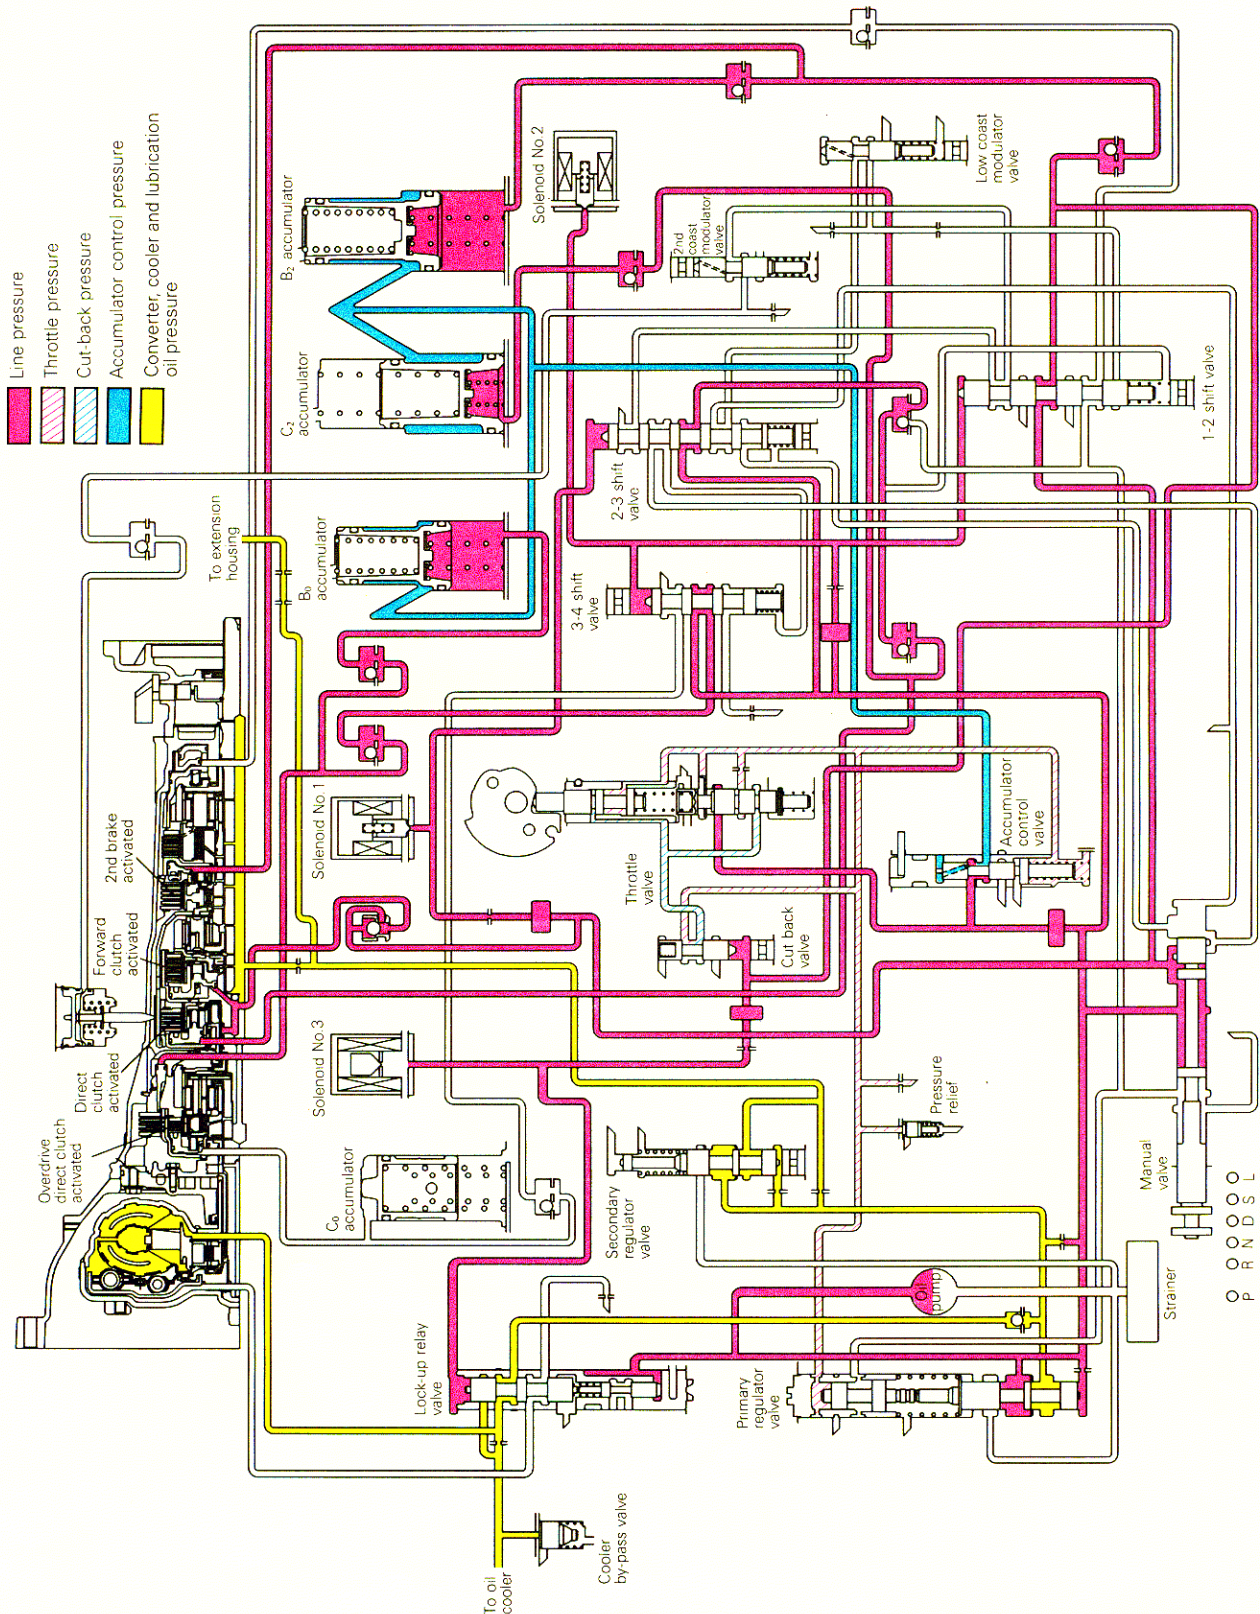 Line pressure
Throttle pressure
Cut-back pressure
Accumulator control pressure
Converter, cooler and lubrication
oil pressure
To extension
housing
2nd brake
activated
Forward
clutch
activated
Direct
clutch
activated
Overdrive
direct clutch
activated
B2 accumulator
C2
accumulator
B0
accumulator
Solenoid No.1
Solenoid No.3
C0
accumulator
Solenoid No.2
2nd
coast
modulator
valve
Low coast
modulator
valve
2-3 shift
valve
3-4 shift
valve
1-2 shift valve
Throttle
valve
Cut back
valve
Accumulator
control
valve
Secondary
regulator
valve
Pressure
relief
Lock-up relay
valve
Oil
pump
Primary
regulator
valve
Manual
valve
Strainer
P R N D S L
To oil
cooler
Cooler
by-pass valve